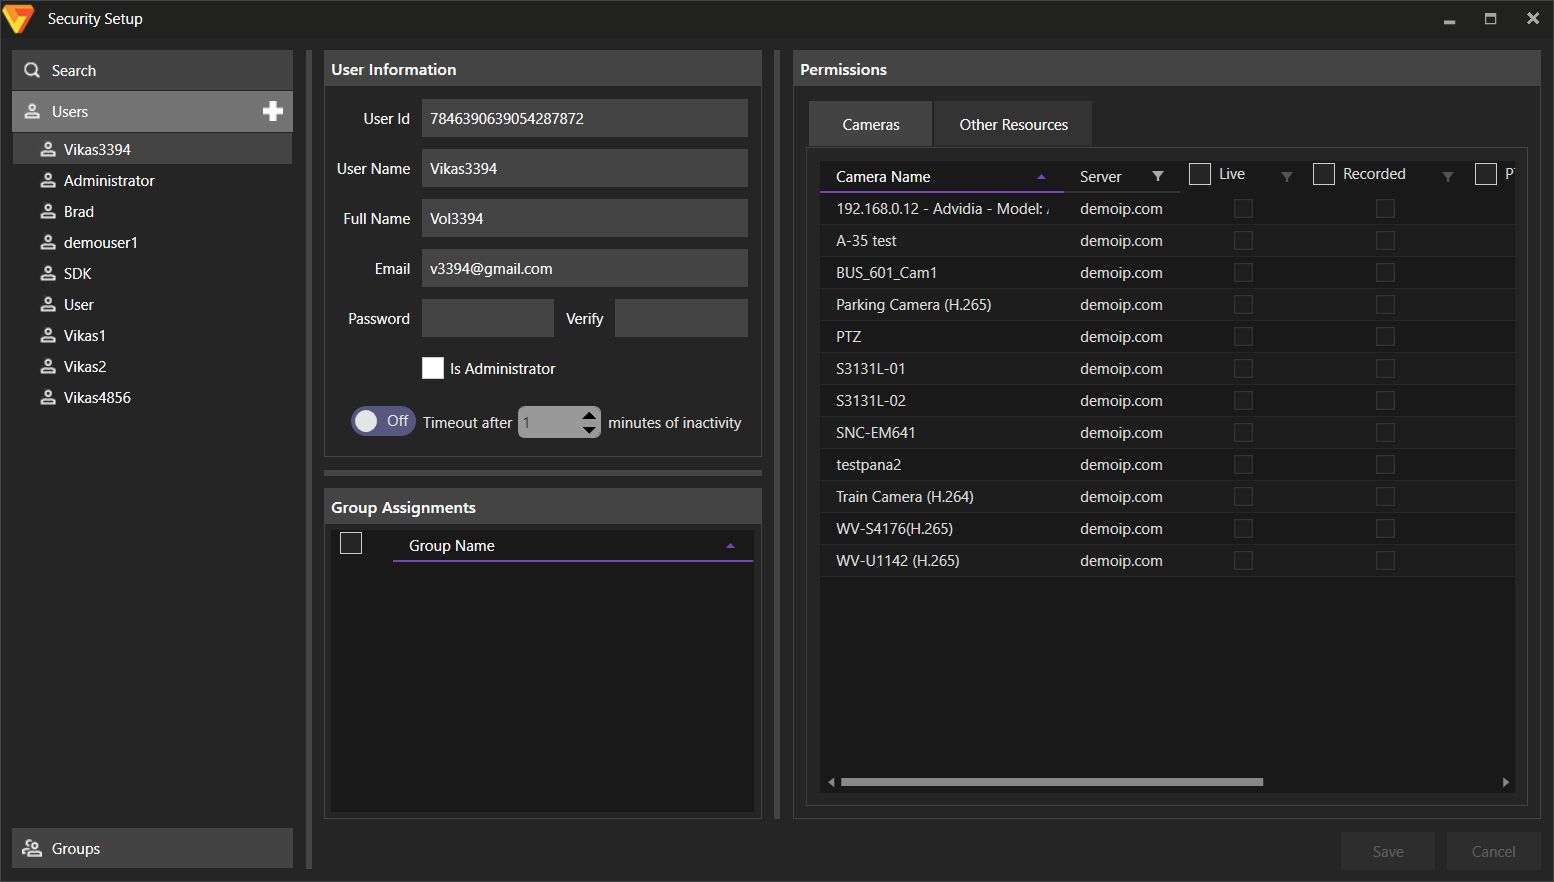 Security Setup
Search
Users
Vikas3394
Administrator
Brad
demouser1
SDK
User
Vikas1
Vikas2
Vikas4856
Groups
User Information
User Id 7846390639054287872
User Name Vikas3394
Full Name Vol3394
Email v3394@gmail.com
Password Verify
Is Administrator
Off Timeout after 1 minutes of inactivity
Group Assignments
Group Name
Permissions
Cameras Other Resources
Camera Name Server Live Recorded
192.168.0.12 - Advidia - Model: demoip.com
A-35 test demoip.com
BUS_601_Cam1 demoip.com
Parking Camera (H.265) demoip.com
PTZ demoip.com
S3131L-01 demoip.com
S3131L-02 demoip.com
SNC-EM641 demoip.com
testpana2 demoip.com
Train Camera (H.264) demoip.com
WV-S4176(H.265) demoip.com
WV-U1142 (H.265) demoip.com
Save Cancel